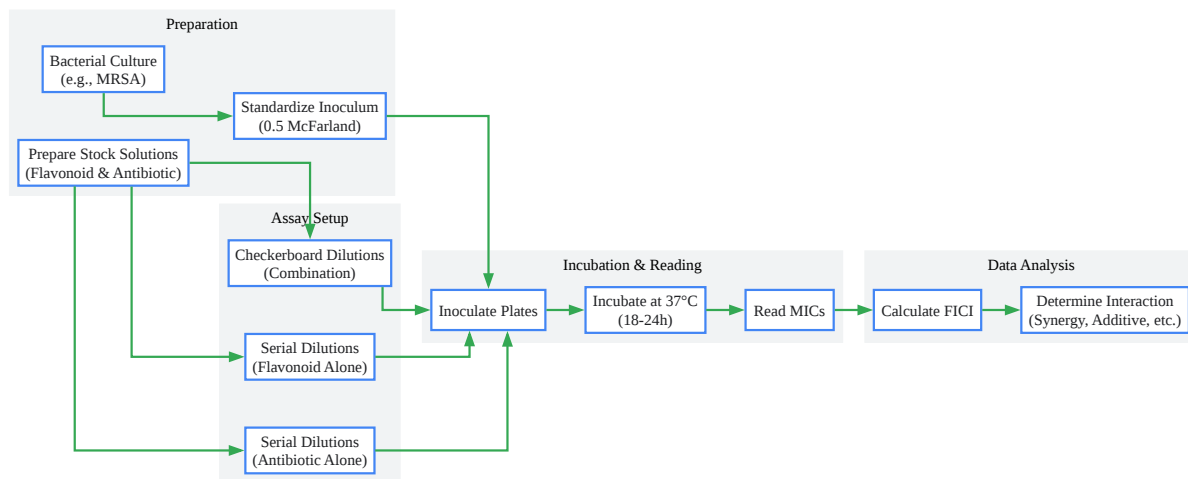 Preparation
Bacterial Culture
(e.g., MRSA)
Standardize Inoculum
(0.5 McFarland)
Prepare Stock Solutions
(Flavonoid & Antibiotic)
Assay Setup
Checkerboard Dilutions
(Combination)
Serial Dilutions
(Flavonoid Alone)
Serial Dilutions
(Antibiotic Alone)
Incubation & Reading
Inoculate Plates
Incubate at 37°C
(18-24h)
Read MICs
Data Analysis
Calculate FICI
Determine Interaction
(Synergy, Additive, etc.)